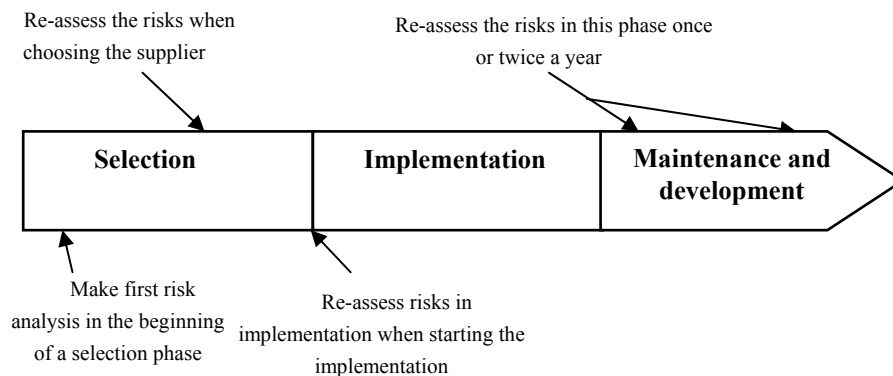 Re-assess the risks when
choosing the supplier
Re-assess the risks in this phase once
or twice a year
Selection
Implementation
Maintenance and
development
Make first risk
analysis in the beginning
of a selection phase
Re-assess risks in
implementation when starting the
implementation